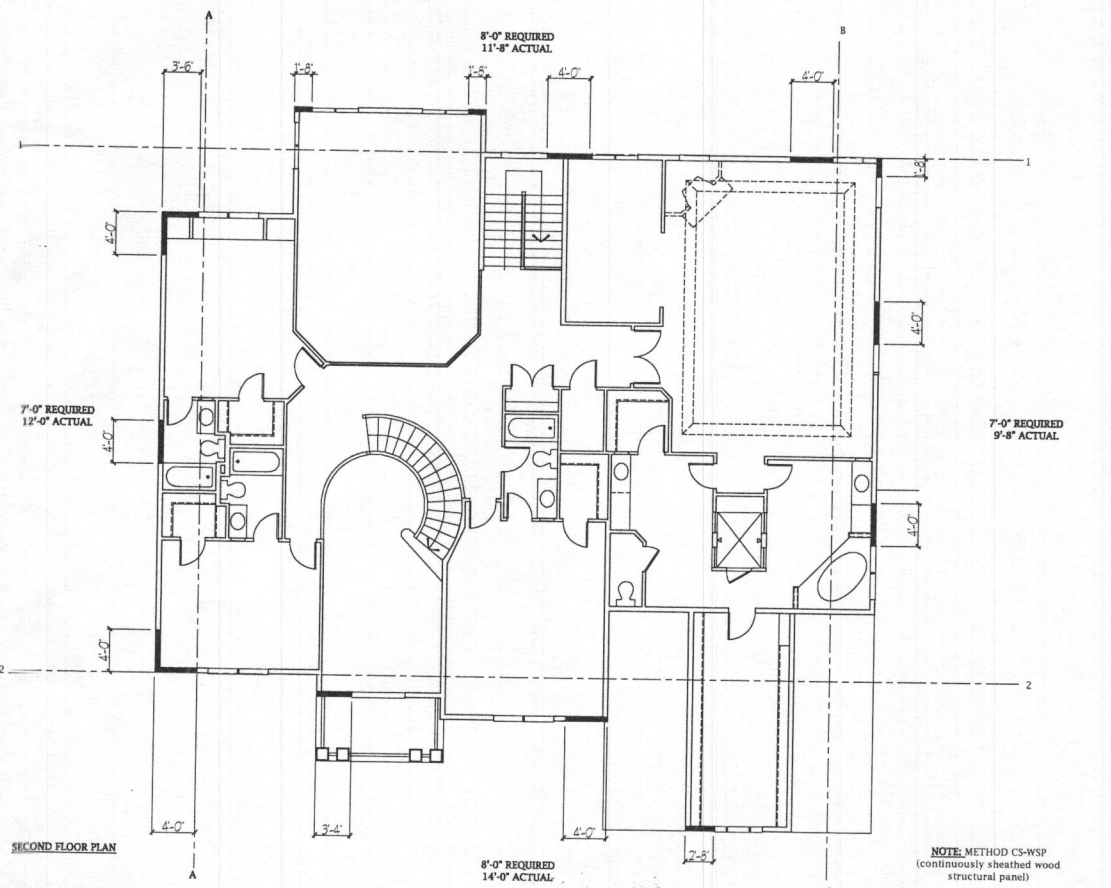 A
8'-0" REQUIRED
11'-8" ACTUAL
B
3'-6"
1'-8"
1'-8"
4'-0"
4'-0"
1
1'-8"
4'-0"
4'-0"
7'-0" REQUIRED
12'-0" ACTUAL
4'-0"
7'-0" REQUIRED
9'-8" ACTUAL
4'-0"
4'-0"
2
2
4'-0"
3'-4"
4'-0"
2'-8"
SECOND FLOOR PLAN
8'-0" REQUIRED
14'-0" ACTUAL
A
NOTE: METHOD CS-WSP
(continuously sheathed wood
structural panel)